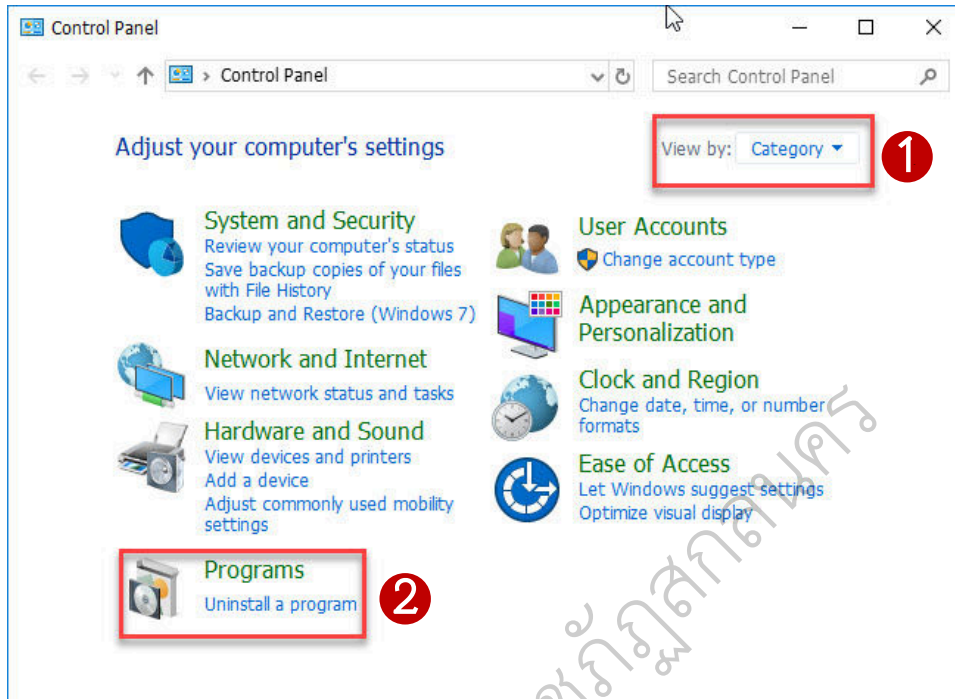 Control Panel
Control Panel
Search Control Panel
Adjust your computer's settings
View by: Category
1
System and Security
Review your computer's status
Save backup copies of your files
with File History
Backup and Restore (Windows 7)
Network and Internet
View network status and tasks
Hardware and Sound
View devices and printers
Add a device
Adjust commonly used mobility
settings
Programs
Uninstall a program
2
User Accounts
Change account type
Appearance and
Personalization
Clock and Region
Change date, time, or number
formats
Ease of Access
Let Windows suggest settings
Optimize visual display